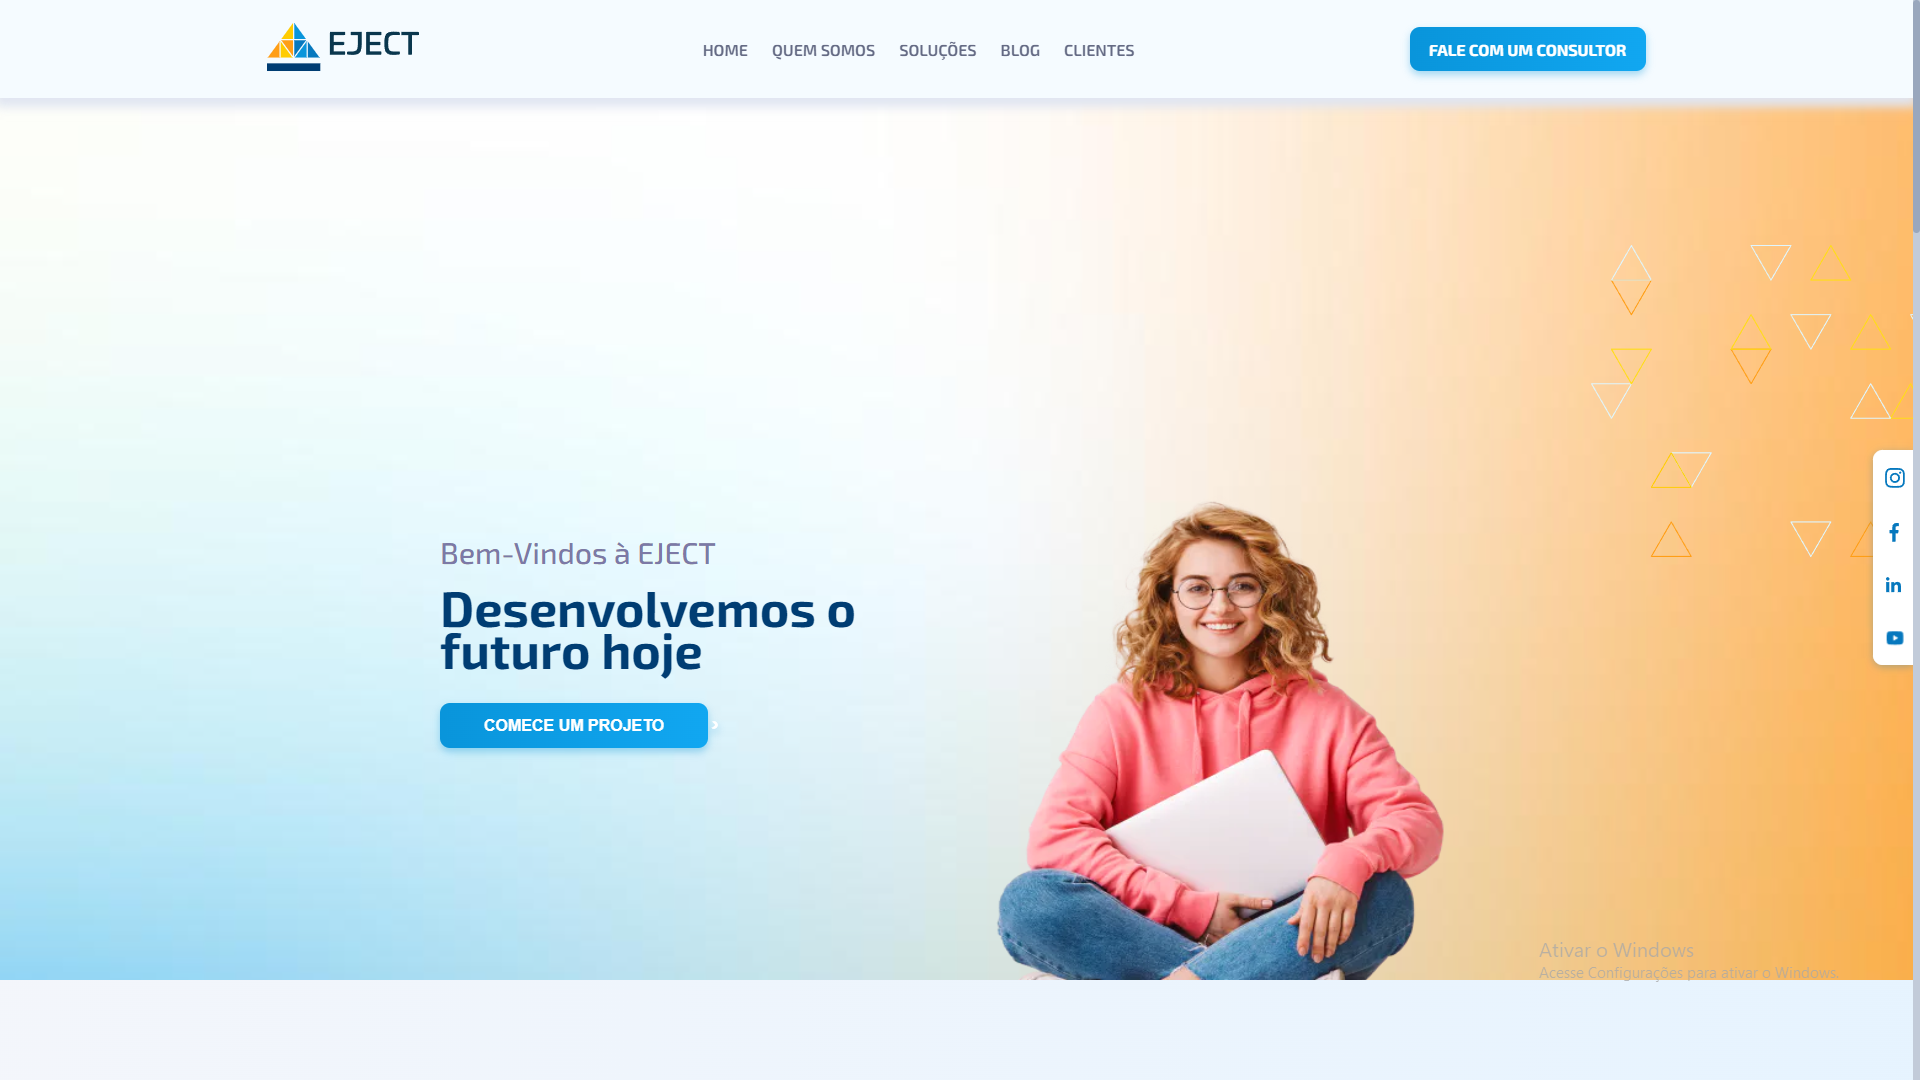 EJECT
HOME
QUEM SOMOS
SOLUÇÕES
BLOG
CLIENTES
FALE COM UM CONSULTOR
Bem-Vindos à EJECT
Desenvolvemos o
futuro hoje
COMECE UM PROJETO
Ativar o Windows
Acesse Configurações para ativar o Windows.